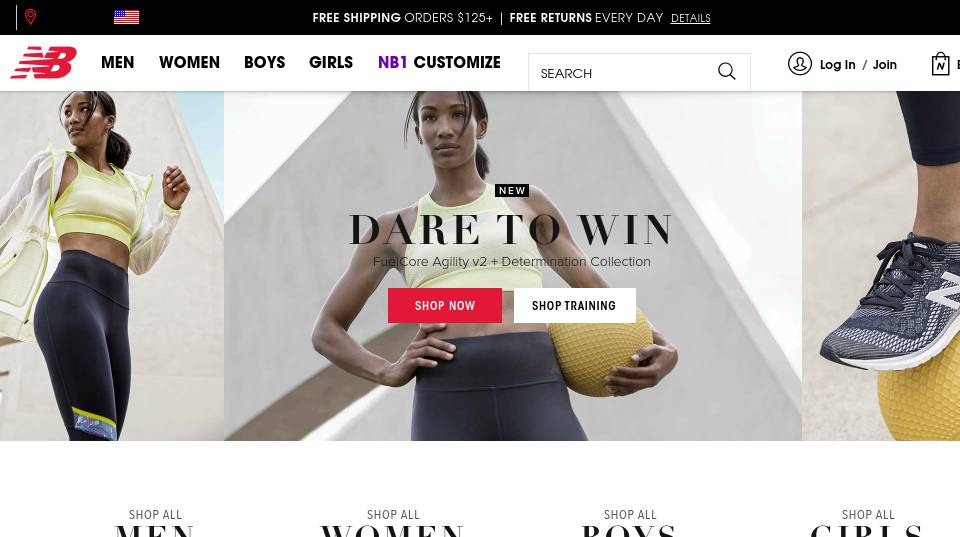 FREE SHIPPING ORDERS $125+ | FREE RETURNS EVERY DAY DETAILS
NB MEN WOMEN BOYS GIRLS NB1 CUSTOMIZE SEARCH Log In / Join
NEW
DARE TO WIN
FuelCore Agility v2 + Determination Collection
SHOP NOW SHOP TRAINING
SHOP ALL SHOP ALL SHOP ALL SHOP ALL
MEN WOMEN BOYS GIRLS